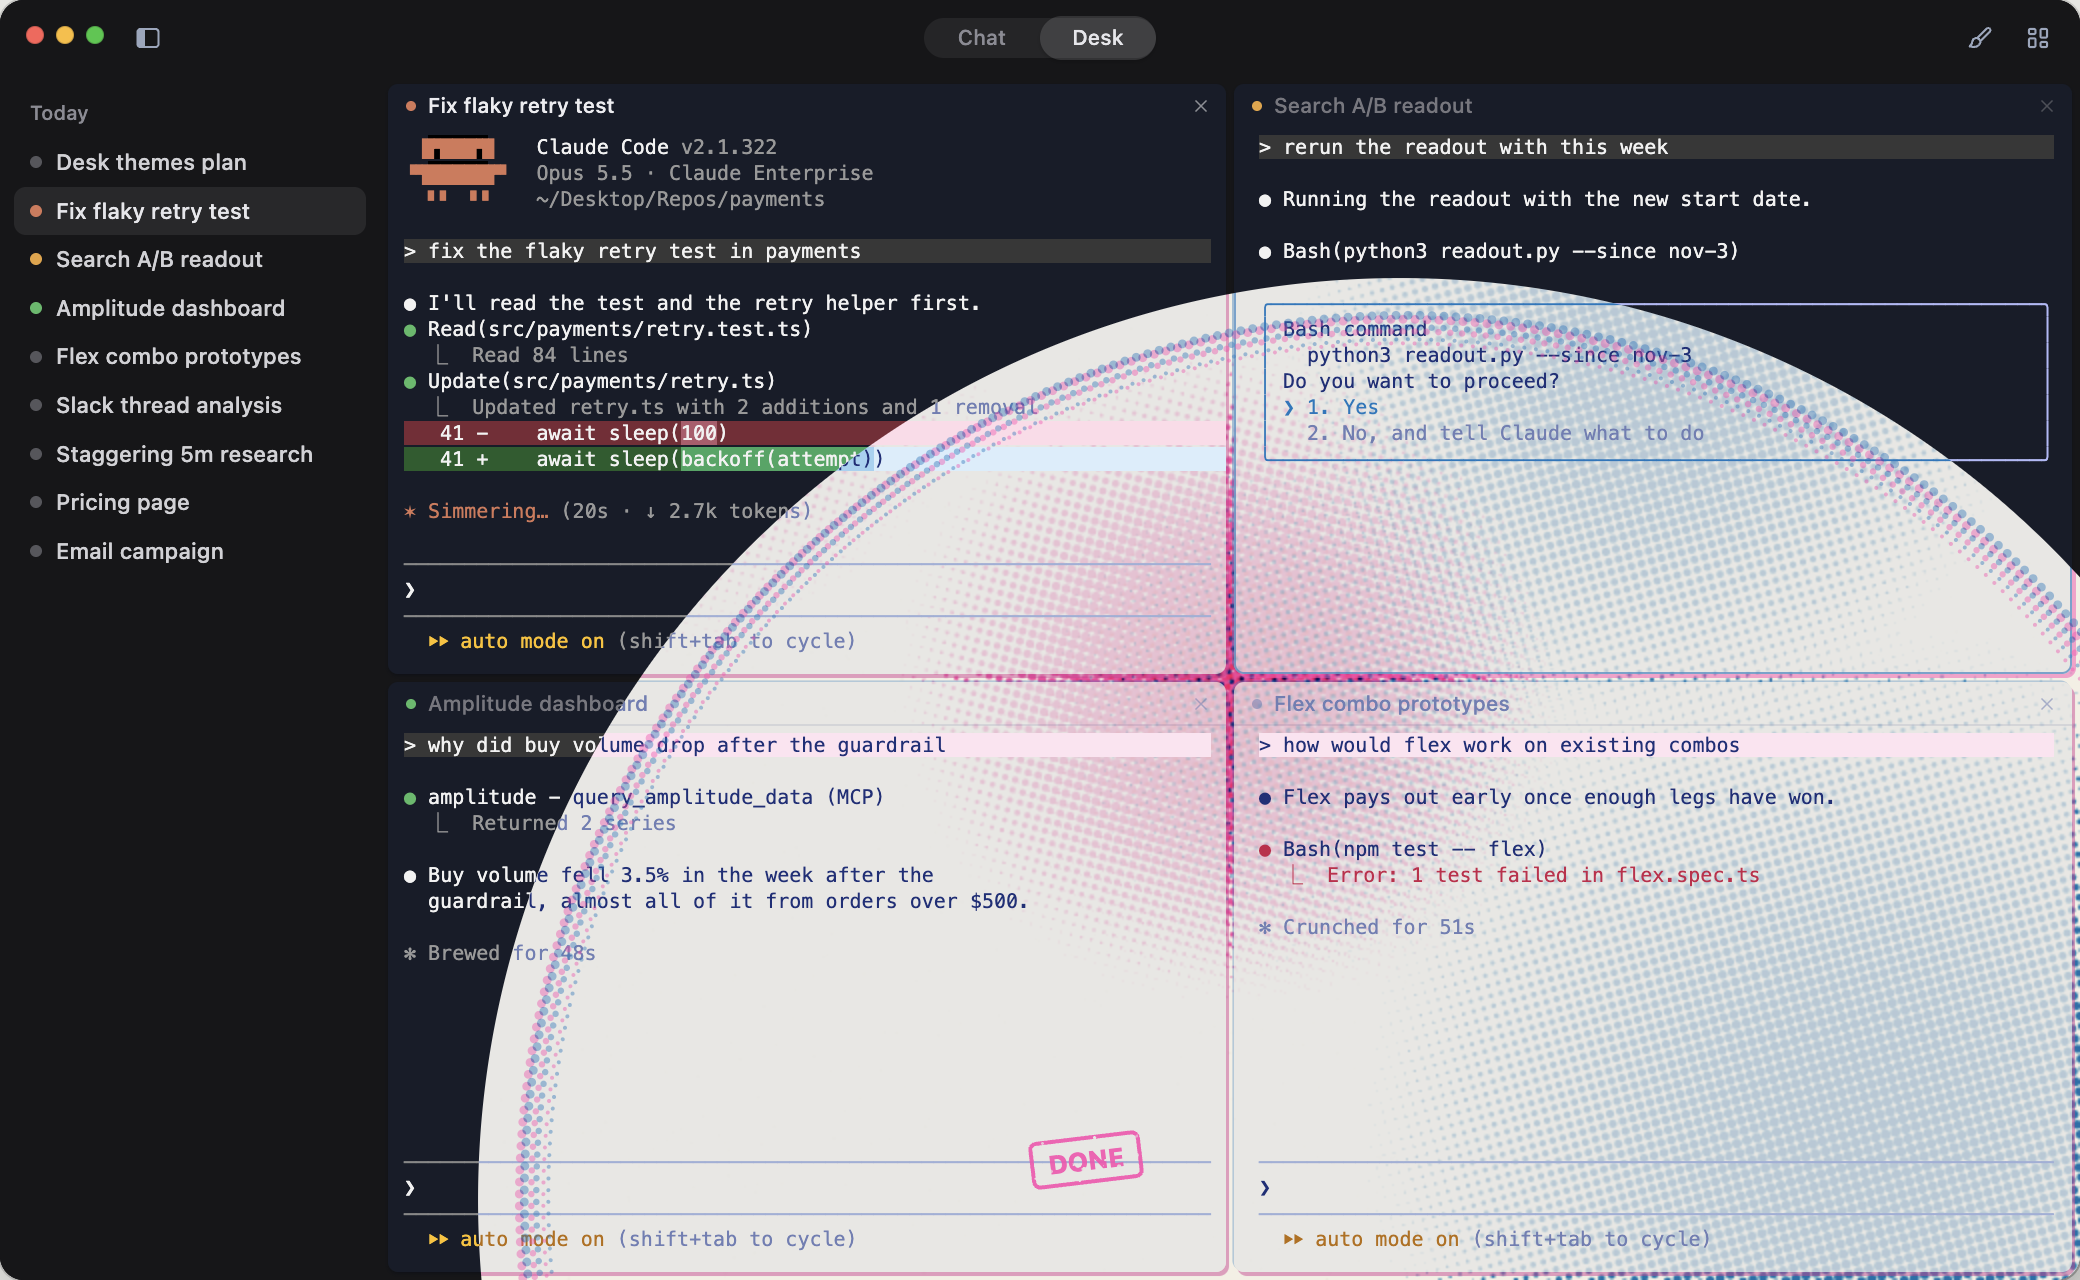 Chat
Desk
Today
Desk themes plan
Fix flaky retry test
Search A/B readout
Amplitude dashboard
Flex combo prototypes
Slack thread analysis
Staggering 5m research
Pricing page
Email campaign
Fix flaky retry test
Claude Code v2.1.322
Opus 5.5 · Claude Enterprise
~/Desktop/Repos/payments
> fix the flaky retry test in payments
● I'll read the test and the retry helper first.
● Read(src/payments/retry.test.ts)
⎿ Read 84 lines
● Update(src/payments/retry.ts)
⎿ Updated retry.ts with 2 additions and 1 removal
41 - await sleep(100)
41 + await sleep(backoff(attempt))
✶ Simmering… (20s · ↓ 2.7k tokens)
❯
⏵⏵ auto mode on (shift+tab to cycle)
Search A/B readout
> rerun the readout with this week
● Running the readout with the new start date.
● Bash(python3 readout.py --since nov-3)
Bash command
python3 readout.py --since nov-3
Do you want to proceed?
❯ 1. Yes
2. No, and tell Claude what to do
Amplitude dashboard
> why did buy volume drop after the guardrail
● amplitude - query_amplitude_data (MCP)
⎿ Returned 2 series
● Buy volume fell 3.5% in the week after the
guardrail, almost all of it from orders over $500.
✻ Brewed for 48s
DONE
❯
⏵⏵ auto mode on (shift+tab to cycle)
Flex combo prototypes
> how would flex work on existing combos
● Flex pays out early once enough legs have won.
● Bash(npm test -- flex)
⎿ Error: 1 test failed in flex.spec.ts
✻ Crunched for 51s
❯
⏵⏵ auto mode on (shift+tab to cycle)